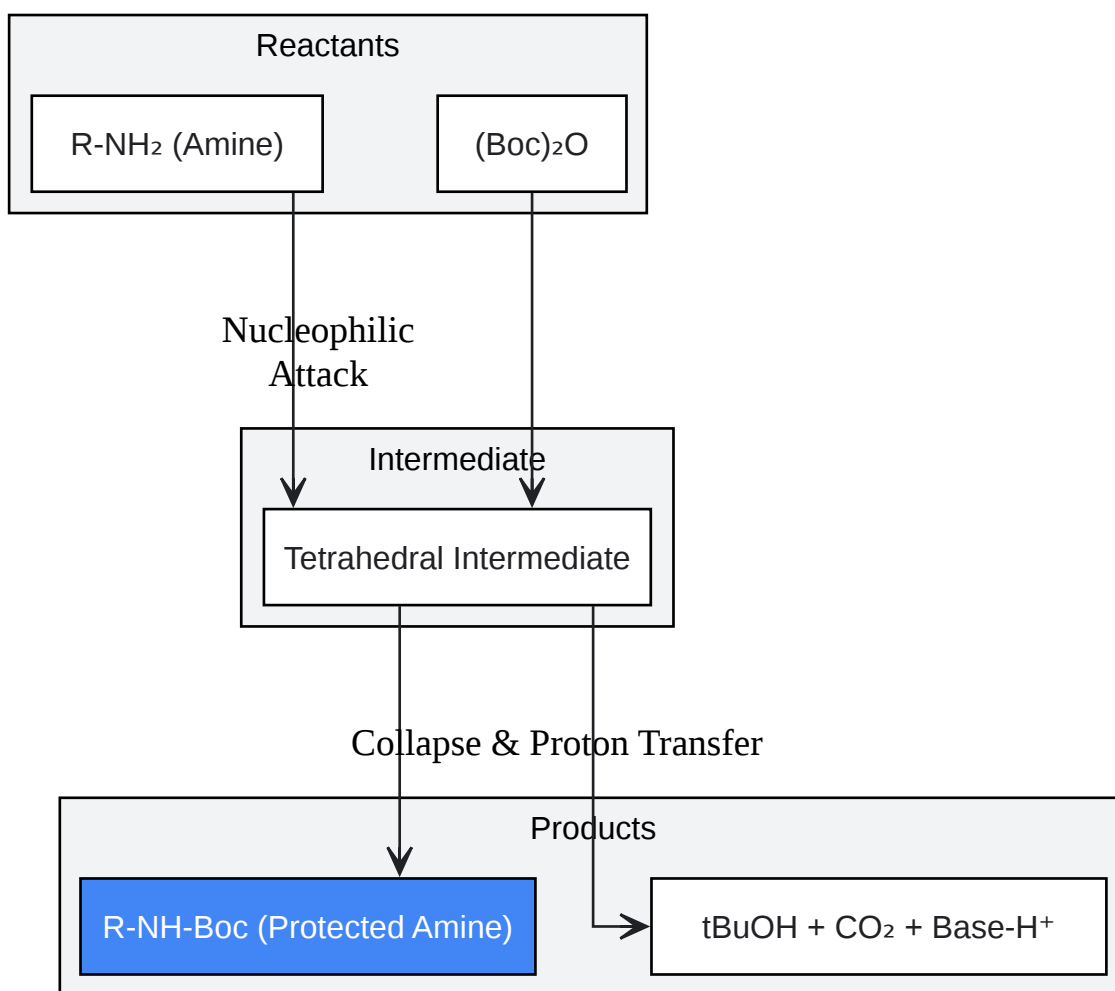 Reactants
R-NH₂ (Amine)
(Boc)₂O
Nucleophilic
Attack
Intermediate
Tetrahedral Intermediate
Collapse & Proton Transfer
Products
R-NH-Boc (Protected Amine)
tBuOH + CO₂ + Base-H⁺